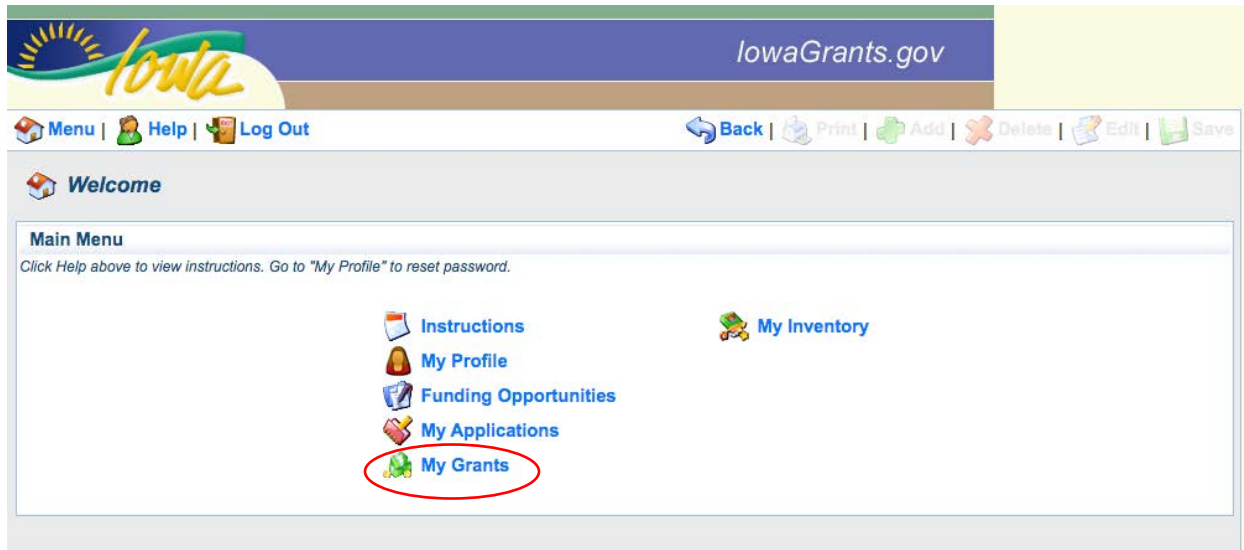 Iowa
IowaGrants.gov
Menu | Help | Log Out
Back | Print | Add | Delete | Edit | Save
Welcome
Main Menu
Click Help above to view instructions. Go to "My Profile" to reset password.
Instructions
My Inventory
My Profile
Funding Opportunities
My Applications
My Grants